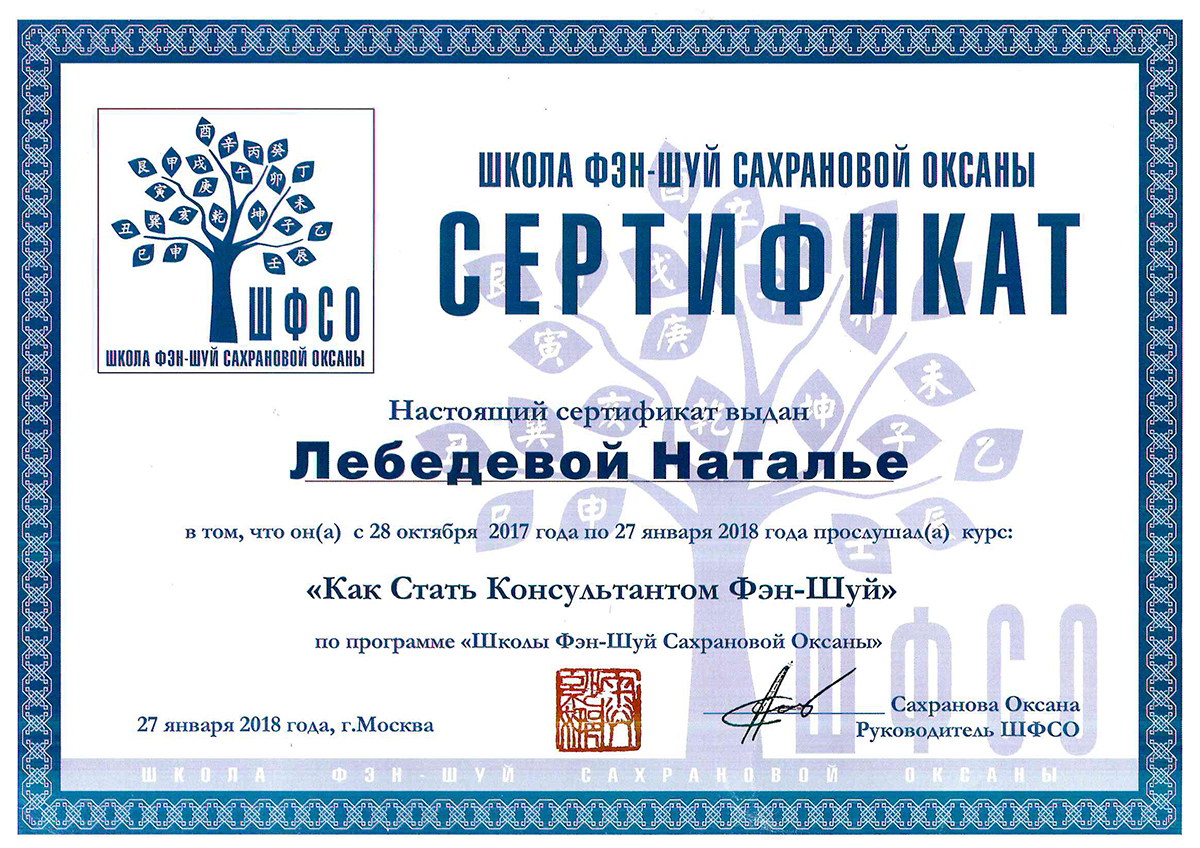 酉
辛
丙
癸
艮
甲
戌
午
卯
丁
寅
庚
未
丑
巽
亥
乾
坤
子
乙
巳
申
壬
辰
ШФСО
ШКОЛА ФЭН-ШУЙ САХРАНОВОЙ ОКСАНЫ
ШКОЛА ФЭН-ШУЙ САХРАНОВОЙ ОКСАНЫ
СЕРТИФИКАТ
Настоящий сертификат выдан
Лебедевой Наталье
в том, что он(а) с 28 октября 2017 года по 27 января 2018 года прослушал(а) курс:
«Как Стать Консультантом Фэн-Шуй»
по программе «Школы Фэн-Шуй Сахрановой Оксаны»
27 января 2018 года, г.Москва
Сахранова Оксана
Руководитель ШФСО
ШФСО
ШКОЛА ФЭН-ШУЙ САХРАНОВОЙ ОКСАНЫ